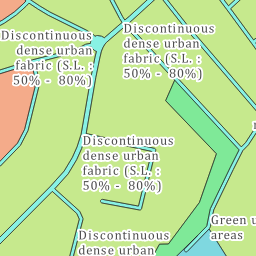 Discontinuous
dense urban
fabric (S.L. :
50% - 80%)
Discontinuous
dense urban
fabric (S.L. :
50% - 80%)
Discontinuous
dense urban
fabric (S.L. :
50% - 80%)
Green u
areas
Discontinuous
dense urban